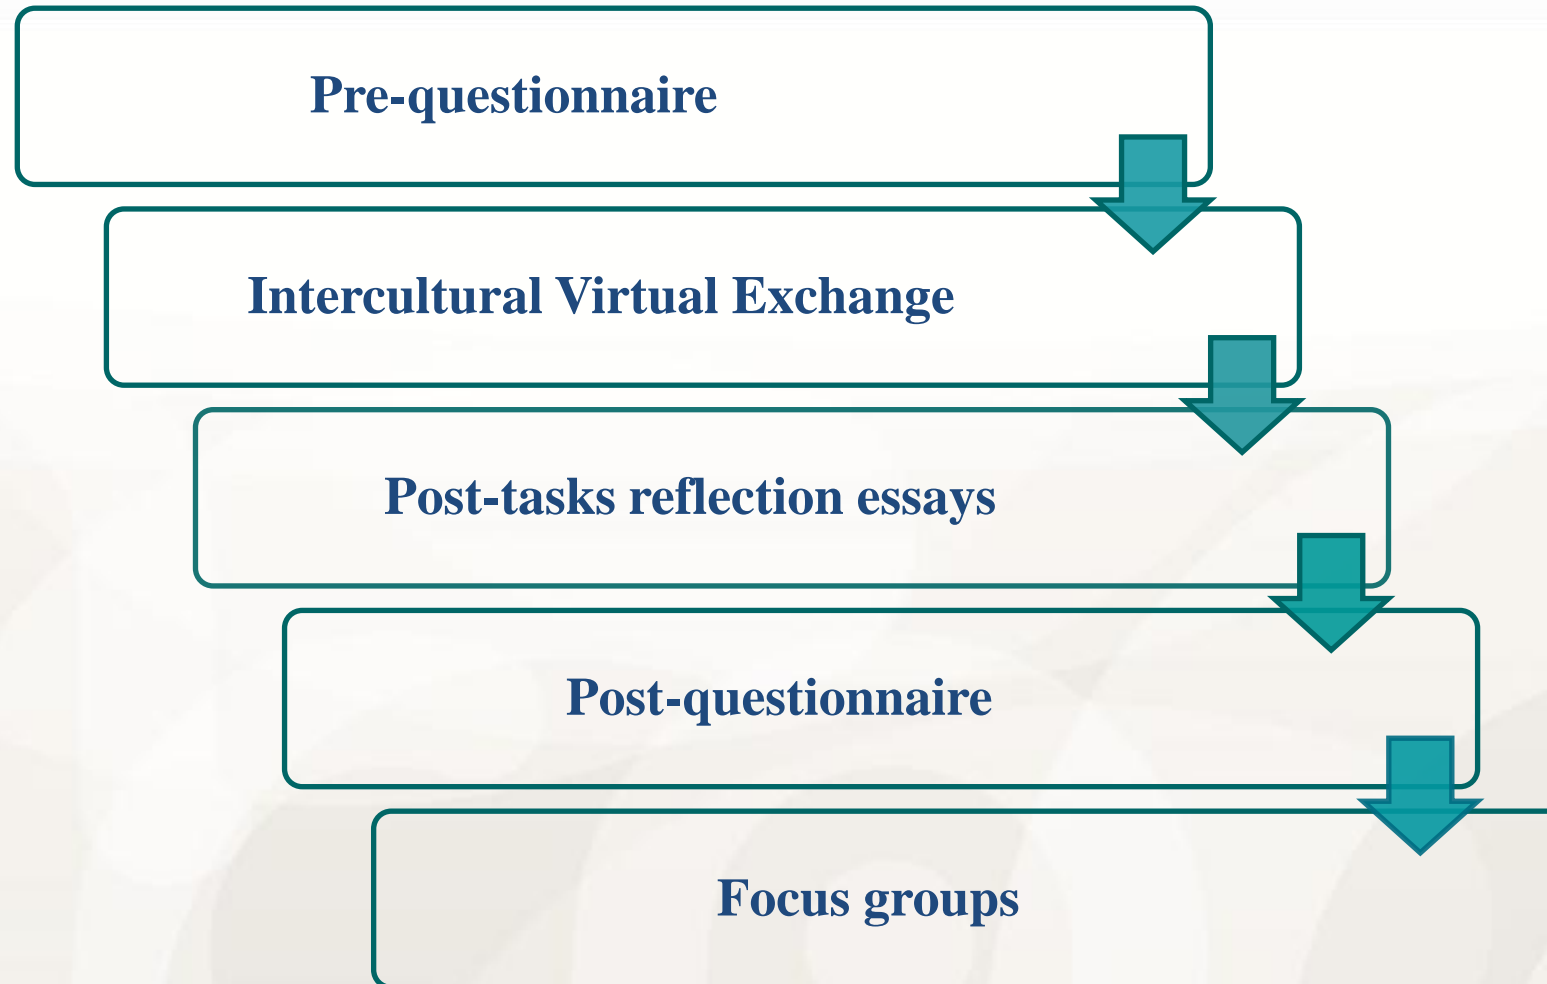 Pre-questionnaire
Intercultural Virtual Exchange
Post-tasks reflection essays
Post-questionnaire
Focus groups